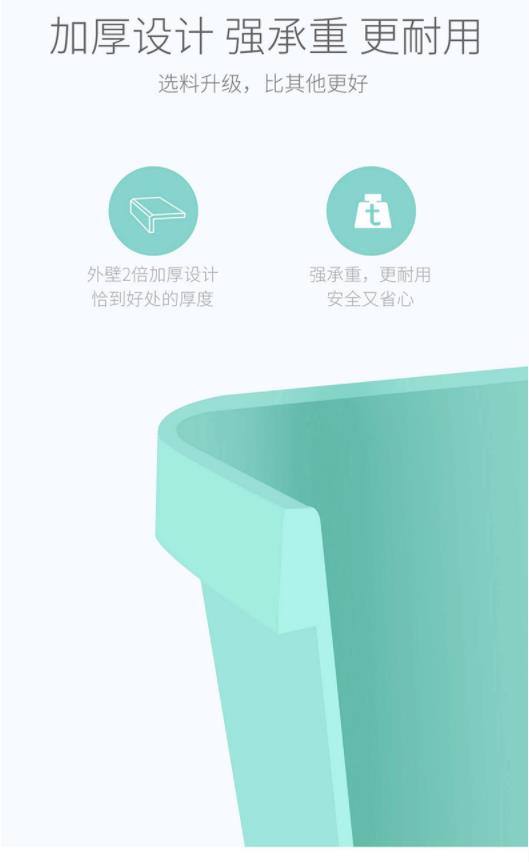 加厚设计 强承重 更耐用
选料升级，比其他更好
t
外壁2倍加厚设计
恰到好处的厚度
强承重，更耐用
安全又省心